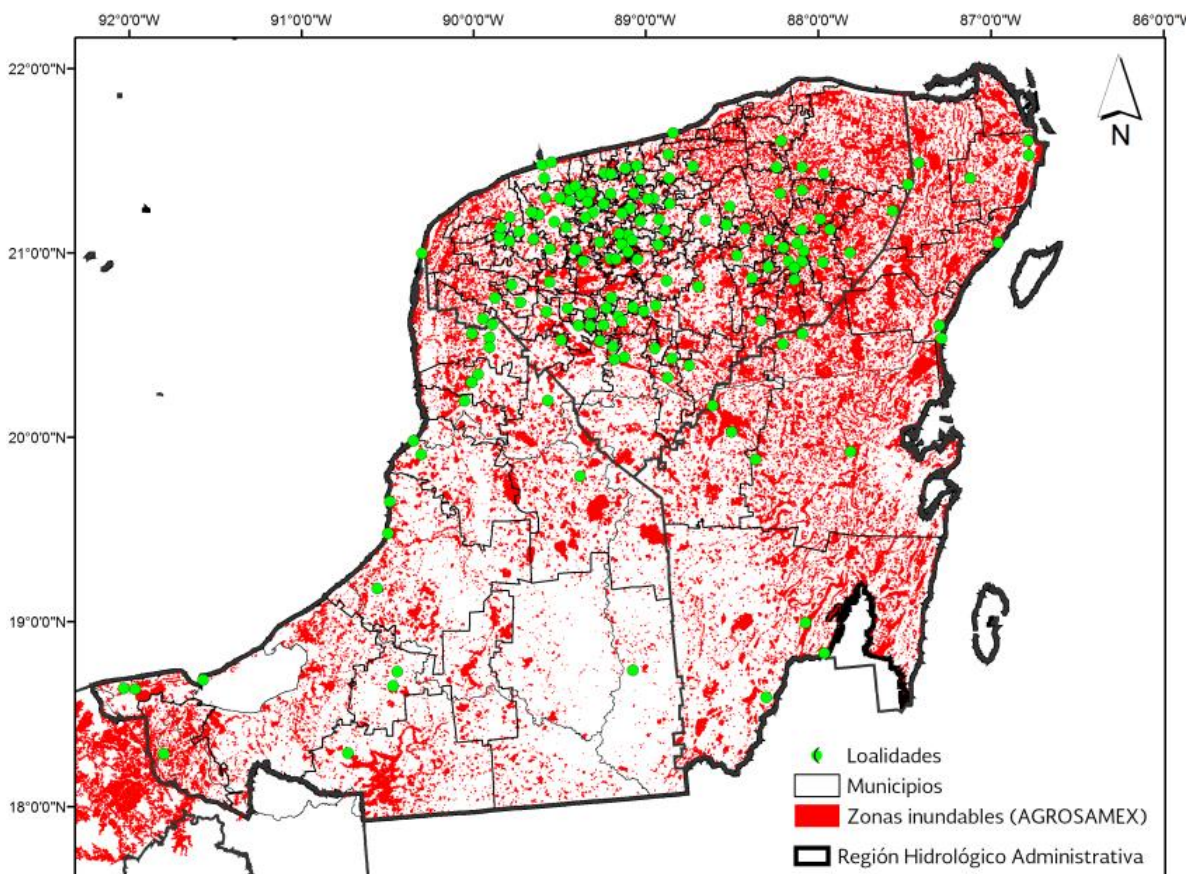 92°0'0"W 91°0'0"W 90°0'0"W 89°0'0"W 88°0'0"W 87°0'0"W 86°0'0"W
22°0'0"N
N
21°0'0"N
20°0'0"N
19°0'0"N
18°0'0"N
Loalidades
Municipios
Zonas inundables (AGROSAMEX)
Región Hidrológico Administrativa